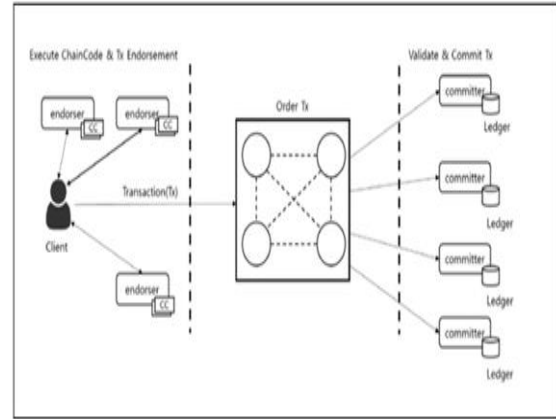 Execute ChainCode & Tx Endorsement
Validate & Commit Tx
Order Tx
endorser
CC
endorser
CC
Transaction(Tx)
Client
endorser
CC
committer
Ledger
committer
Ledger
committer
Ledger
committer
Ledger